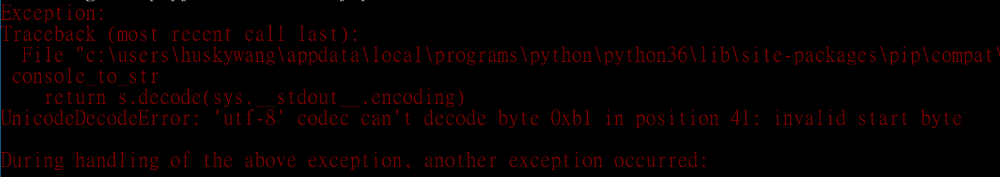 Exception:
Traceback (most recent call last):
  File "c:\users\huskywang\appdata\local\programs\python\python36\lib\site-packages\pip\compat\
 console_to_str
    return s.decode(sys.__stdout__.encoding)
UnicodeDecodeError: 'utf-8' codec can't decode byte 0xb1 in position 41: invalid start byte
During handling of the above exception, another exception occurred: